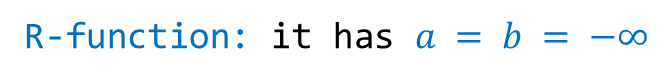 R-function: it has a = b = −∞